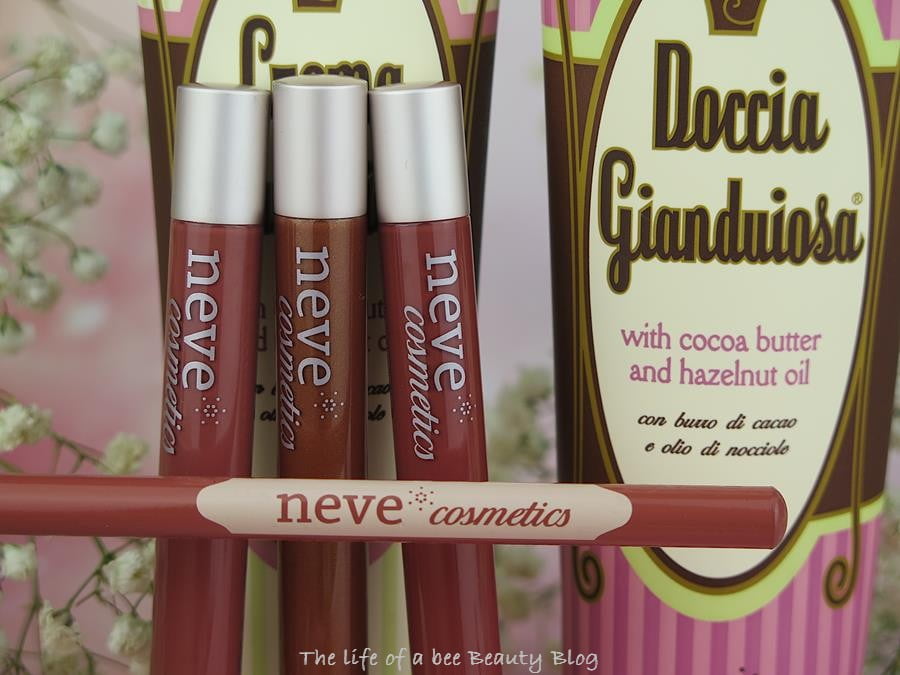 Crema
Doccia
Gianduiosa®
with cocoa butter
and hazelnut oil
con burro di cacao
e olio di nocciole
neve
cosmetics
neve
cosmetics
neve
cosmetics
neve cosmetics
The life of a bee Beauty Blog